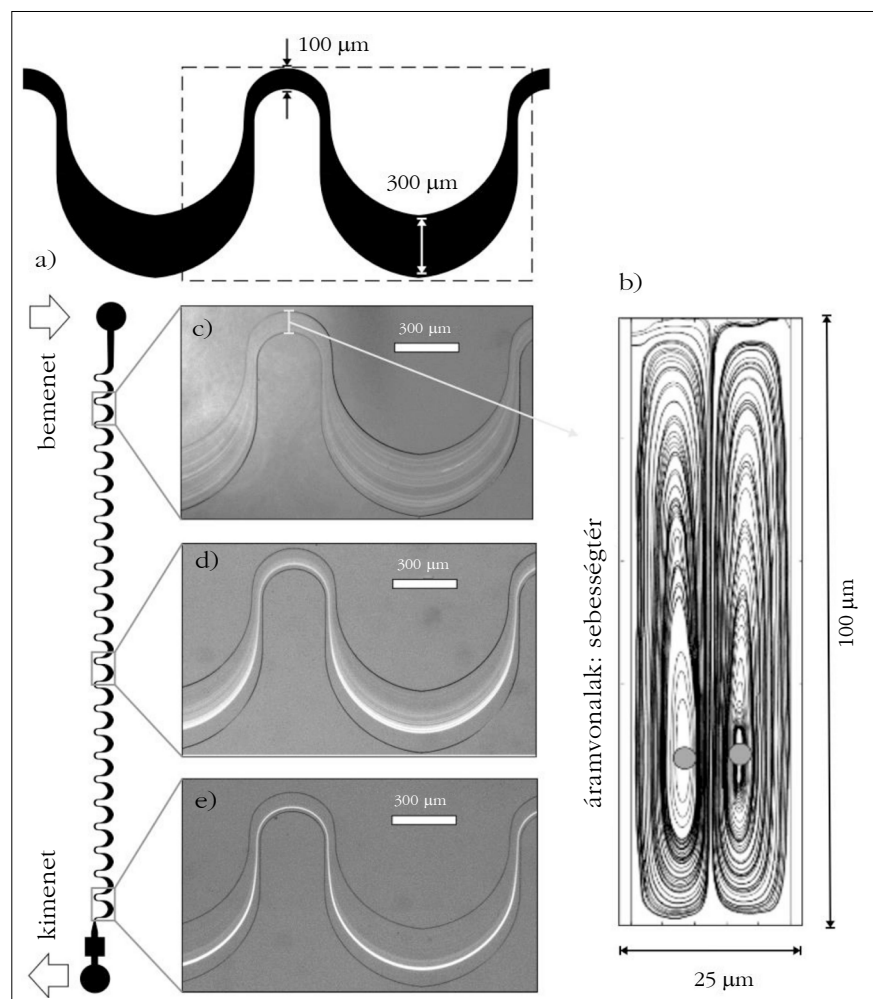 100 µm
300 µm
a)
b)
bemenet
c)
300 µm
d)
300 µm
áramvonalak: sebességtér
100 µm
kimenet
e)
300 µm
25 µm